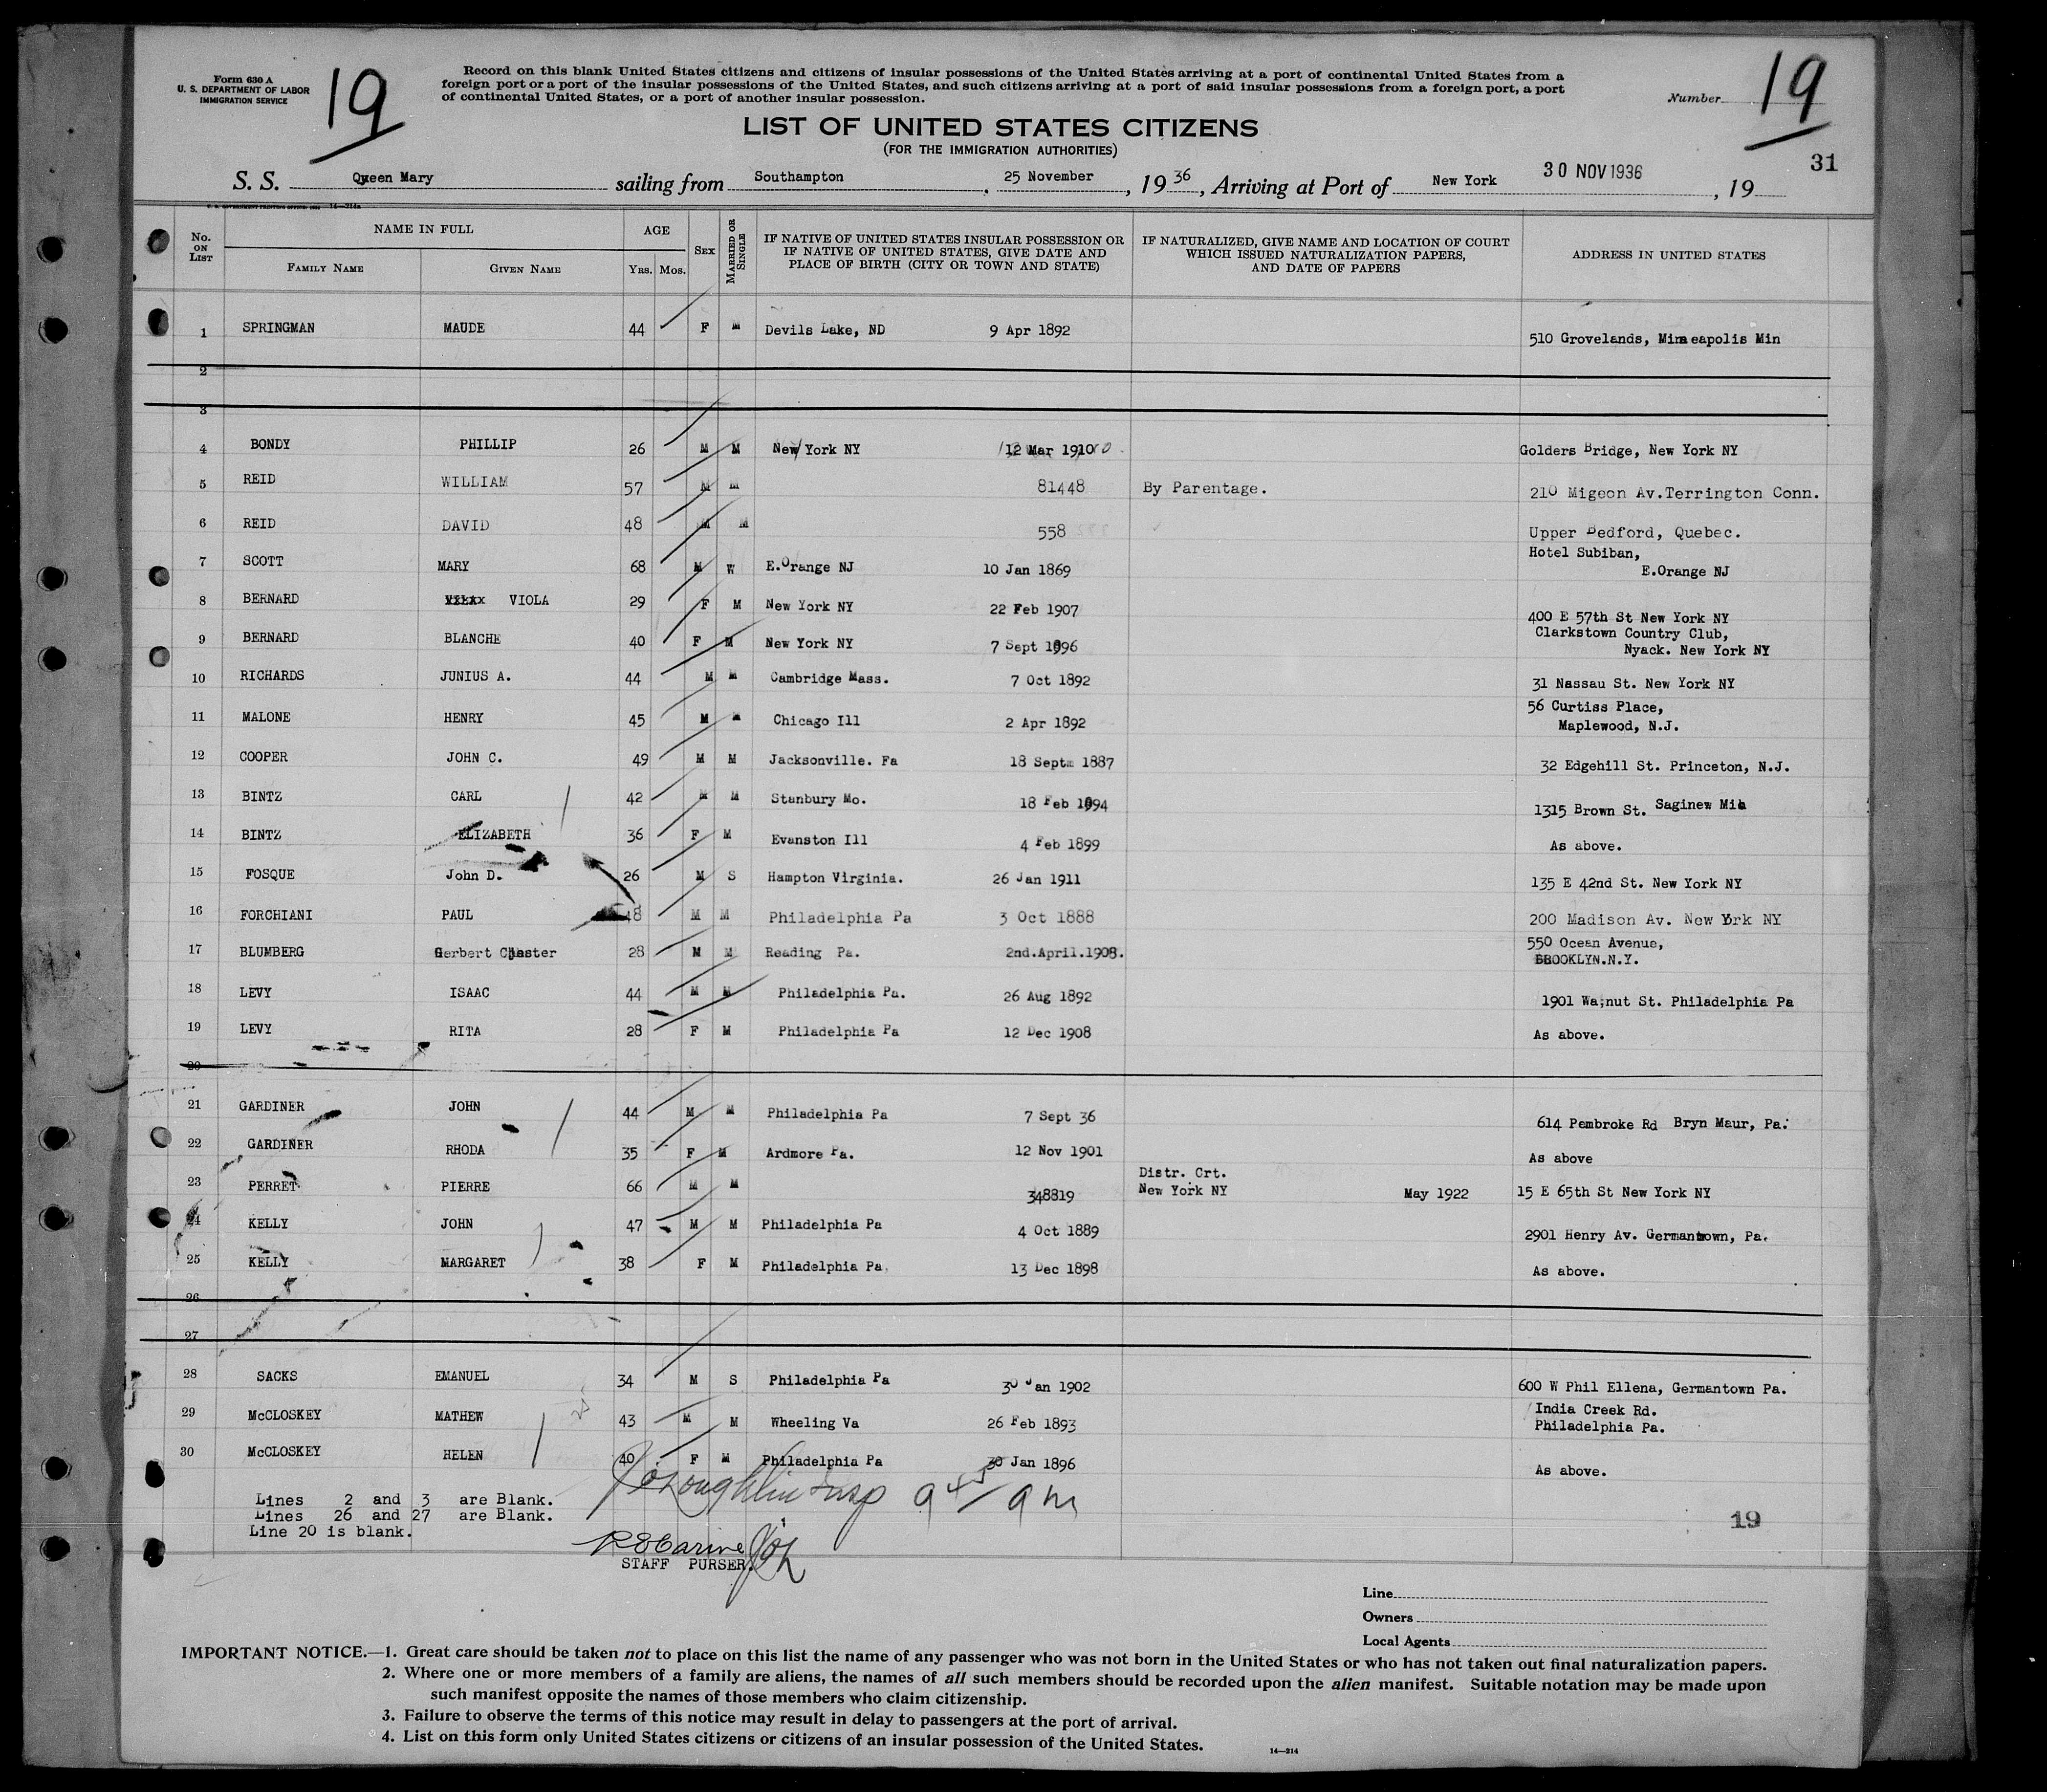 Form 630 A
U. S. DEPARTMENT OF LABOR
IMMIGRATION SERVICE
19
Record on this blank United States citizens and citizens of insular possessions of the United States arriving at a port of continental United States from a
foreign port or a port of the insular possessions of the United States, and such citizens arriving at a port of said insular possessions from a foreign port, a port
of continental United States, or a port of another insular possession.
Number 19
LIST OF UNITED STATES CITIZENS
(FOR THE IMMIGRATION AUTHORITIES)
31
S. S. Queen Mary sailing from Southampton, 25 November, 1936, Arriving at Port of New York 30 NOV 1936, 19
No. ON LIST NAME IN FULL FAMILY NAME GIVEN NAME AGE YRS. MOS. SEX MARRIED OR SINGLE IF NATIVE OF UNITED STATES INSULAR POSSESSION OR IF NATIVE OF UNITED STATES, GIVE DATE AND PLACE OF BIRTH (CITY OR TOWN AND STATE) IF NATURALIZED, GIVE NAME AND LOCATION OF COURT WHICH ISSUED NATURALIZATION PAPERS, AND DATE OF PAPERS ADDRESS IN UNITED STATES
1 SPRINGMAN MAUDE 44 F M Devils Lake, ND 9 Apr 1892 510 Grovelands, Minneapolis Min
2
3
4 BONDY PHILLIP 26 M M New York NY 12 Mar 1910 Golders Bridge, New York NY
5 REID WILLIAM 57 M M 81448 By Parentage. 210 Migeon Av.Terrington Conn.
6 REID DAVID 48 M M 558 Upper Bedford, Quebec.
7 SCOTT MARY 68 M W E.Orange NJ 10 Jan 1869 Hotel Subiban, E.Orange NJ
8 BERNARD VIOLA 29 F M New York NY 22 Feb 1907 400 E 57th St New York NY
9 BERNARD BLANCHE 40 F M New York NY 7 Sept 1896 Clarkstown Country Club, Nyack. New York NY
10 RICHARDS JUNIUS A. 44 M M Cambridge Mass. 7 Oct 1892 31 Nassau St. New York NY
11 MALONE HENRY 45 M M Chicago Ill 2 Apr 1892 56 Curtiss Place, Maplewood, N.J.
12 COOPER JOHN C. 49 M M Jacksonville. Fa 18 Sept 1887 32 Edgehill St. Princeton, N.J.
13 BINTZ CARL 42 M M Stanbury Mo. 18 Feb 1894 1315 Brown St. Saginew Mih
14 BINTZ ELIZABETH 36 F M Evanston Ill 4 Feb 1899 As above.
15 FOSQUE John D. 26 M S Hampton Virginia. 26 Jan 1911 135 E 42nd St. New York NY
16 FORCHIANI PAUL 48 M M Philadelphia Pa 3 Oct 1888 200 Madison Av. New York NY
17 BLUMBERG Gerbert Chester 28 M M Reading Pa. 2nd.April.1908. 550 Ocean Avenue, BROOKLYN.N.Y.
18 LEVY ISAAC 44 M M Philadelphia Pa. 26 Aug 1892 1901 Wa;nut St. Philadelphia Pa
19 LEVY RITA 28 F M Philadelphia Pa 12 Dec 1908 As above.
20
21 GARDINER JOHN 44 M M Philadelphia Pa 7 Sept 36 614 Pembroke Rd Bryn Maur, Pa.
22 GARDINER RHODA 35 F M Ardmore Pa. 12 Nov 1901 As above
23 PERRET PIERRE 66 M M 348819 Distr. Crt. New York NY May 1922 15 E 65th St New York NY
24 KELLY JOHN 47 M M Philadelphia Pa 4 Oct 1889 2901 Henry Av. Germantown, Pa.
25 KELLY MARGARET 38 F M Philadelphia Pa. 13 Dec 1898 As above.
26
27
28 SACKS EMANUEL 34 M S Philadelphia Pa 30 Jan 1902 600 W Phil Ellena, Germantown Pa.
29 McCLOSKEY MATHEW 43 M M Wheeling Va 26 Feb 1893 India Creek Rd. Philadelphia Pa.
30 McCLOSKEY HELEN 40 F M Philadelphia Pa 30 Jan 1896 As above.
Lines 2 and 3 are Blank.
Lines 26 and 27 are Blank.
Line 20 is blank.
J O'Loughlin Insp 9 45/ am
19
STAFF PURSER.
Line
Owners
Local Agents
IMPORTANT NOTICE.—1. Great care should be taken not to place on this list the name of any passenger who was not born in the United States or who has not taken out final naturalization papers.
2. Where one or more members of a family are aliens, the names of all such members should be recorded upon the alien manifest. Suitable notation may be made upon
such manifest opposite the names of those members who claim citizenship.
3. Failure to observe the terms of this notice may result in delay to passengers at the port of arrival.
4. List on this form only United States citizens or citizens of an insular possession of the United States.
14—214